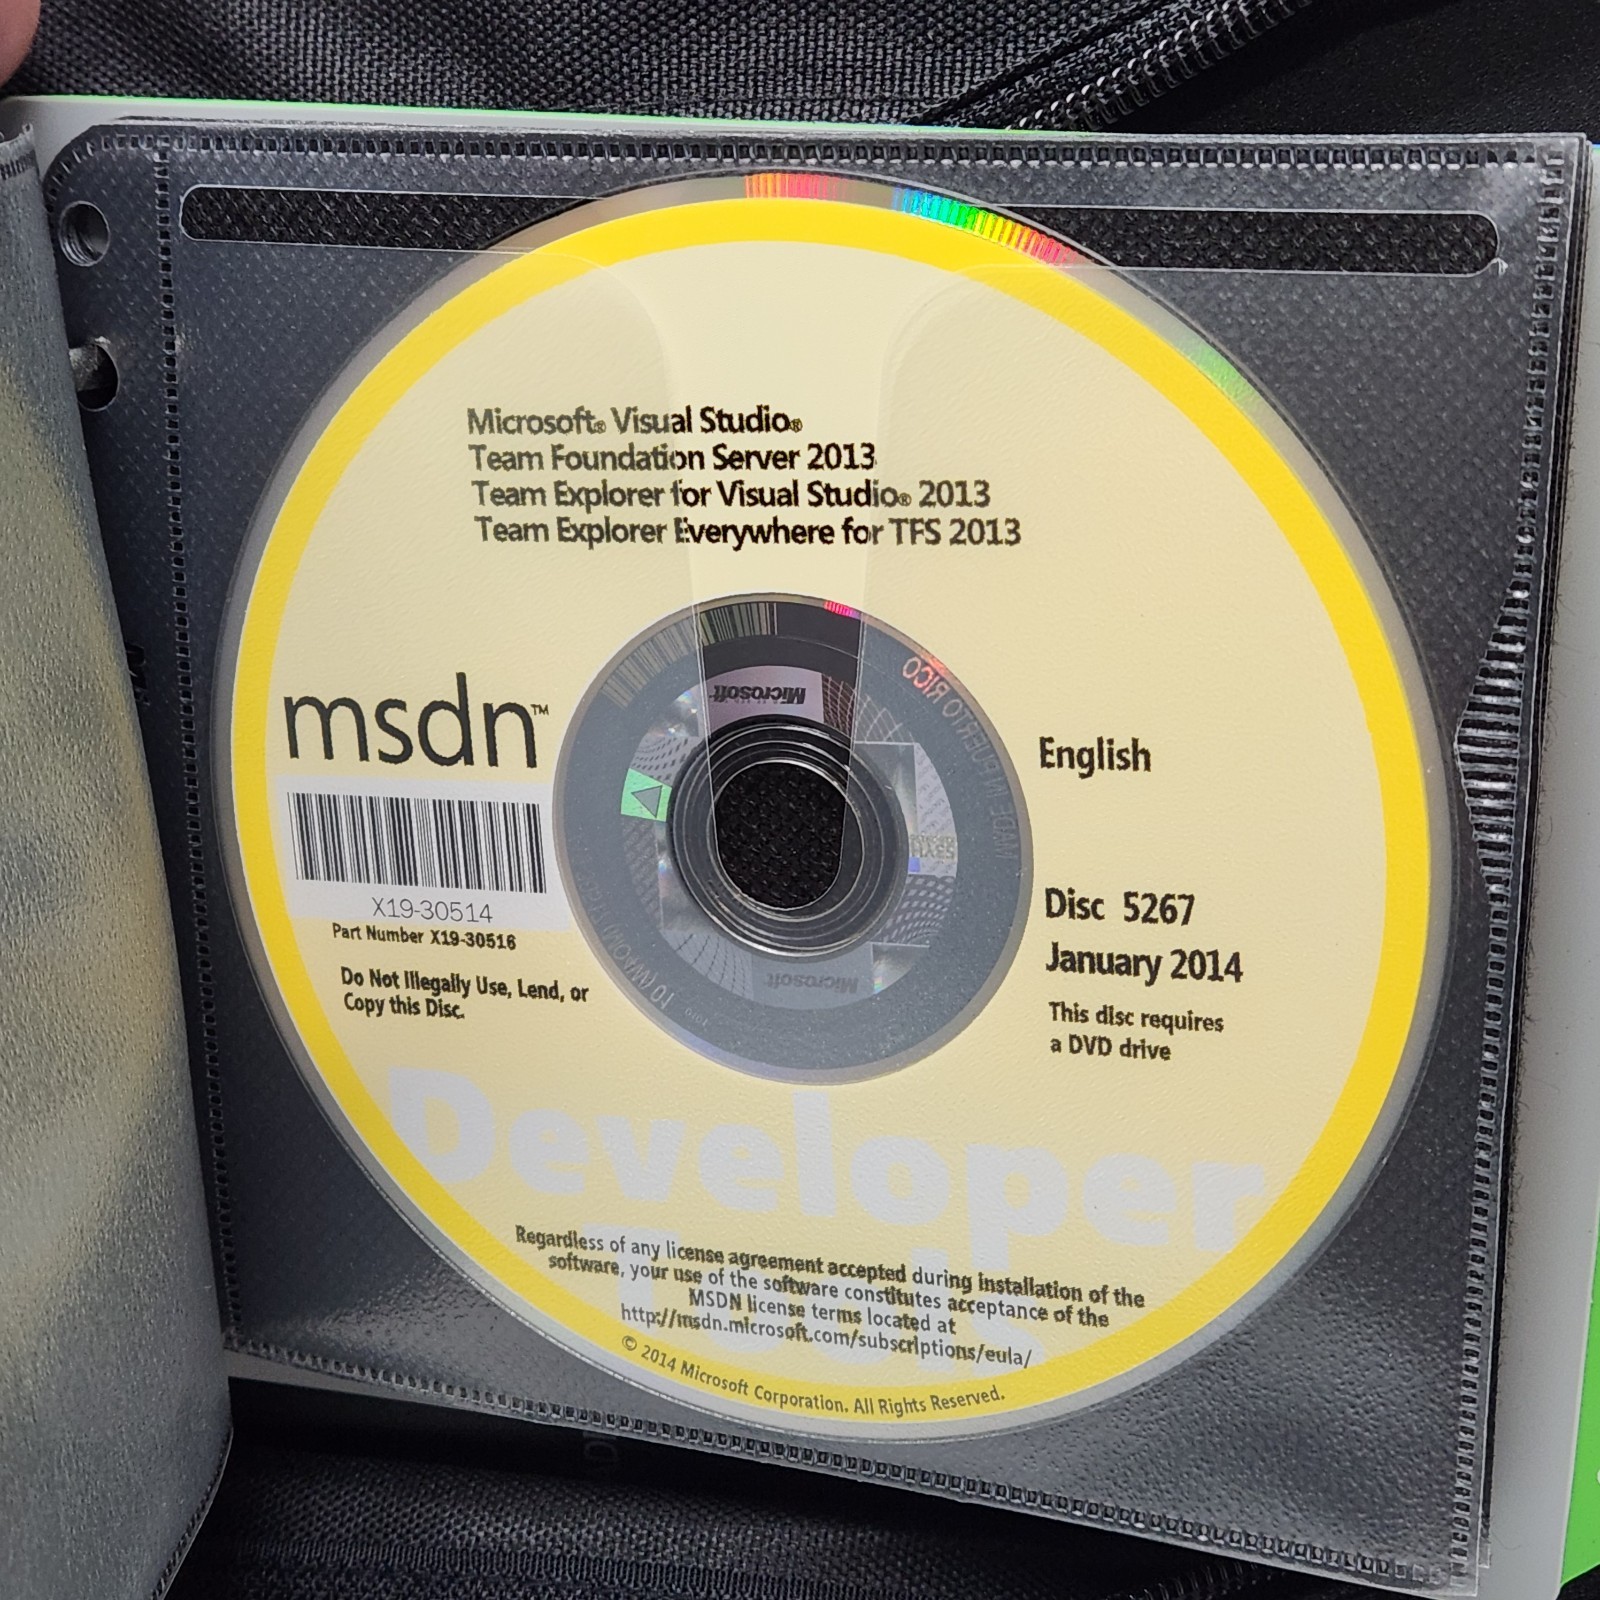 Microsoft® Visual Studio®
Team Foundation Server 2013
Team Explorer for Visual Studio® 2013
Team Explorer Everywhere for TFS 2013
msdn™
English
X19-30514
Part Number X19-30516
Do Not Illegally Use, Lend, or
Copy this Disc.
Disc 5267
January 2014
This disc requires
a DVD drive
Microsoft
MADE IN PUERTO RICO
Microsoft
Developer
Regardless of any license agreement accepted during installation of the
software, your use of the software constitutes acceptance of the
MSDN license terms located at
http://msdn.microsoft.com/subscriptions/eula/
© 2014 Microsoft Corporation. All Rights Reserved.